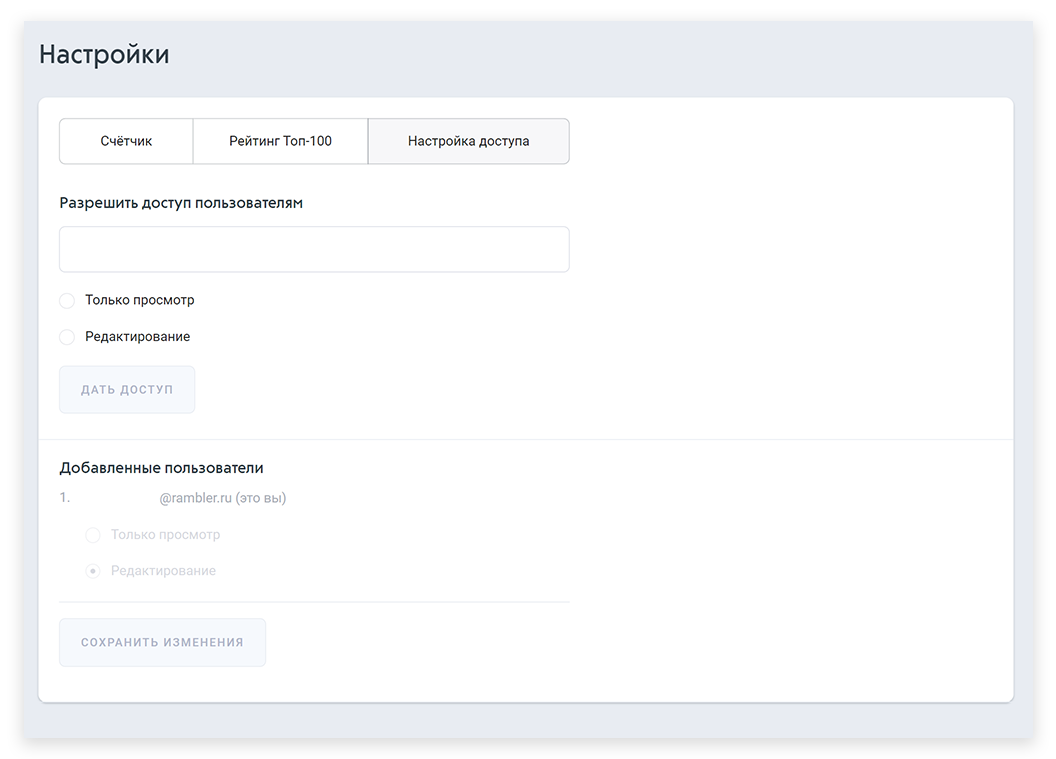 Настройки
Счётчик Рейтинг Топ-100 Настройка доступа
Разрешить доступ пользователям
Только просмотр
Редактирование
ДАТЬ ДОСТУП
Добавленные пользователи
1. @rambler.ru (это вы)
Только просмотр
Редактирование
СОХРАНИТЬ ИЗМЕНЕНИЯ